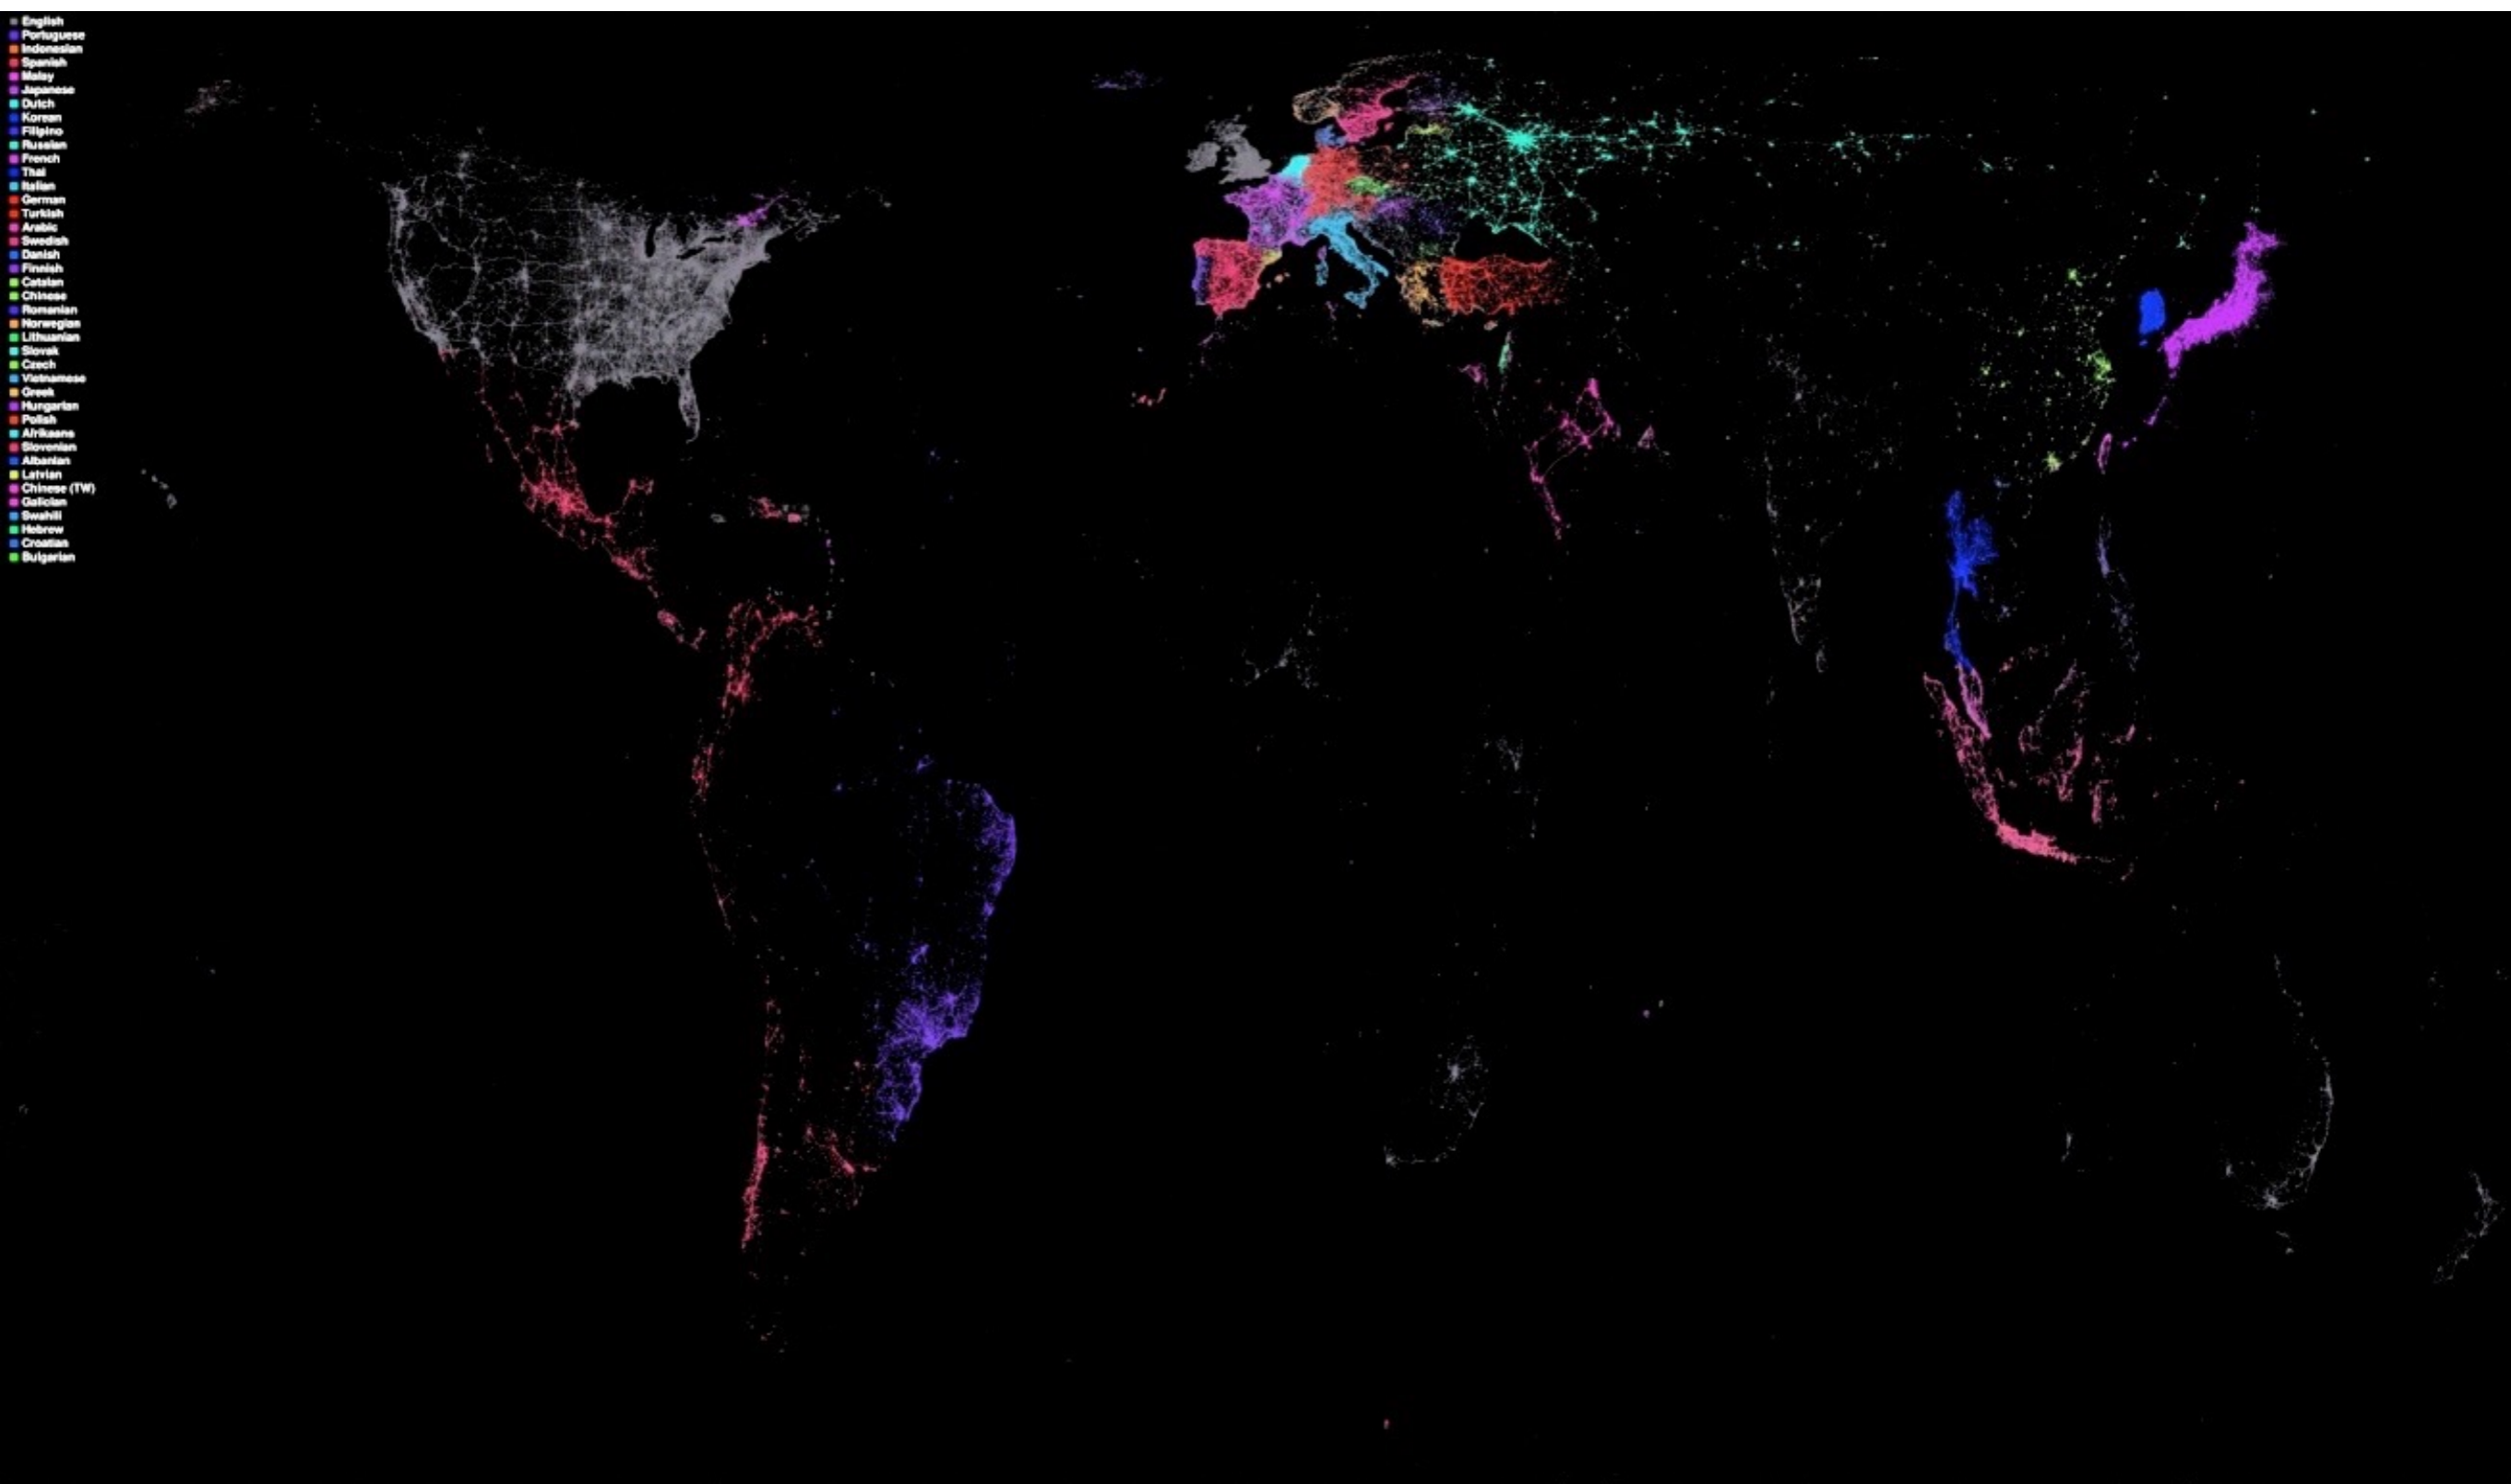 English
Portuguese
Indonesian
Spanish
Malay
Japanese
Dutch
Korean
Filipino
Russian
French
Thai
Italian
German
Turkish
Arabic
Swedish
Danish
Finnish
Catalan
Chinese
Romanian
Norwegian
Lithuanian
Slovak
Czech
Vietnamese
Greek
Hungarian
Polish
Afrikaans
Slovenian
Albanian
Latvian
Chinese (TW)
Galician
Swahili
Hebrew
Croatian
Bulgarian